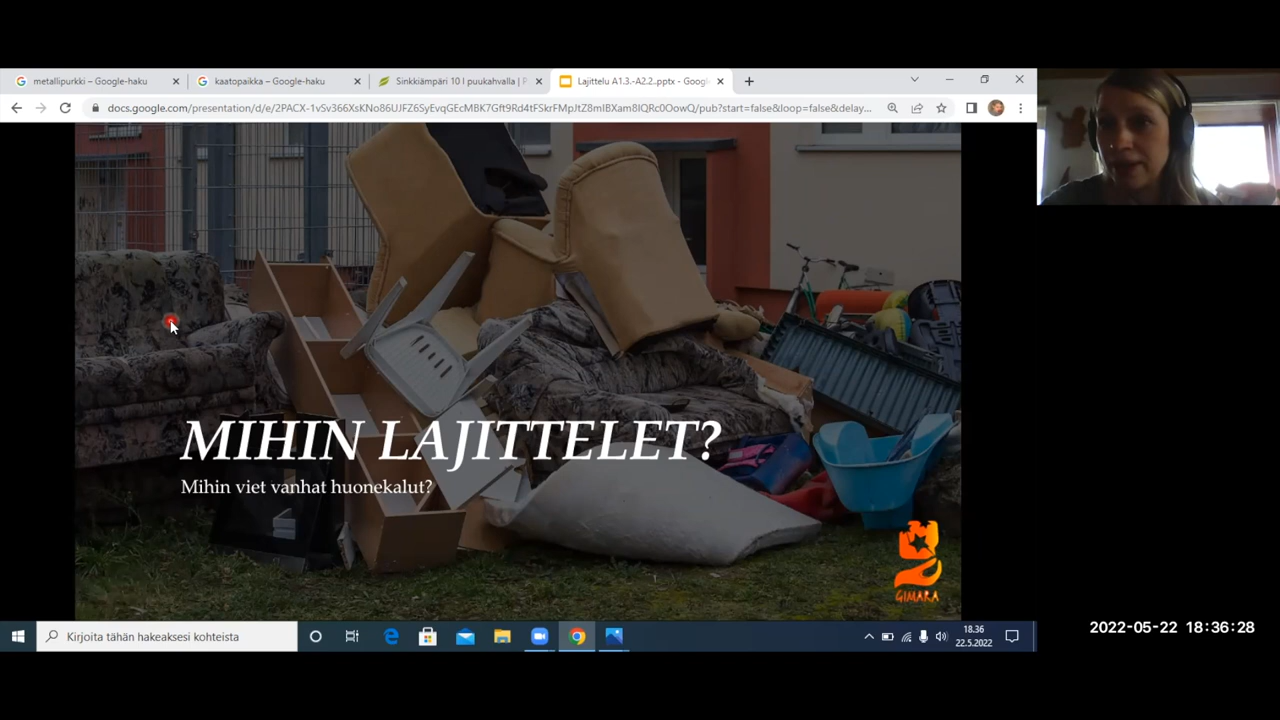 metallipurkki – Google-haku
kaatopaikka – Google-haku
Sinkkiämpäri 10 l puukahvalla | P
Lajittelu A1.3.-A2.2..pptx - Googl
docs.google.com/presentation/d/e/2PACX-1vSv366XsKNo86UJFZ6SyEvqGEcMBK7Gft9Rd4tFSkrFMpJtZ8mIBXam8IQRc0OowQ/pub?start=false&loop=false&delay...
MIHIN LAJITTELET?
Mihin viet vanhat huonekalut?
GIMARA
Kirjoita tähän hakeaksesi kohteista
18.36
22.5.2022
2022-05-22 18:36:28